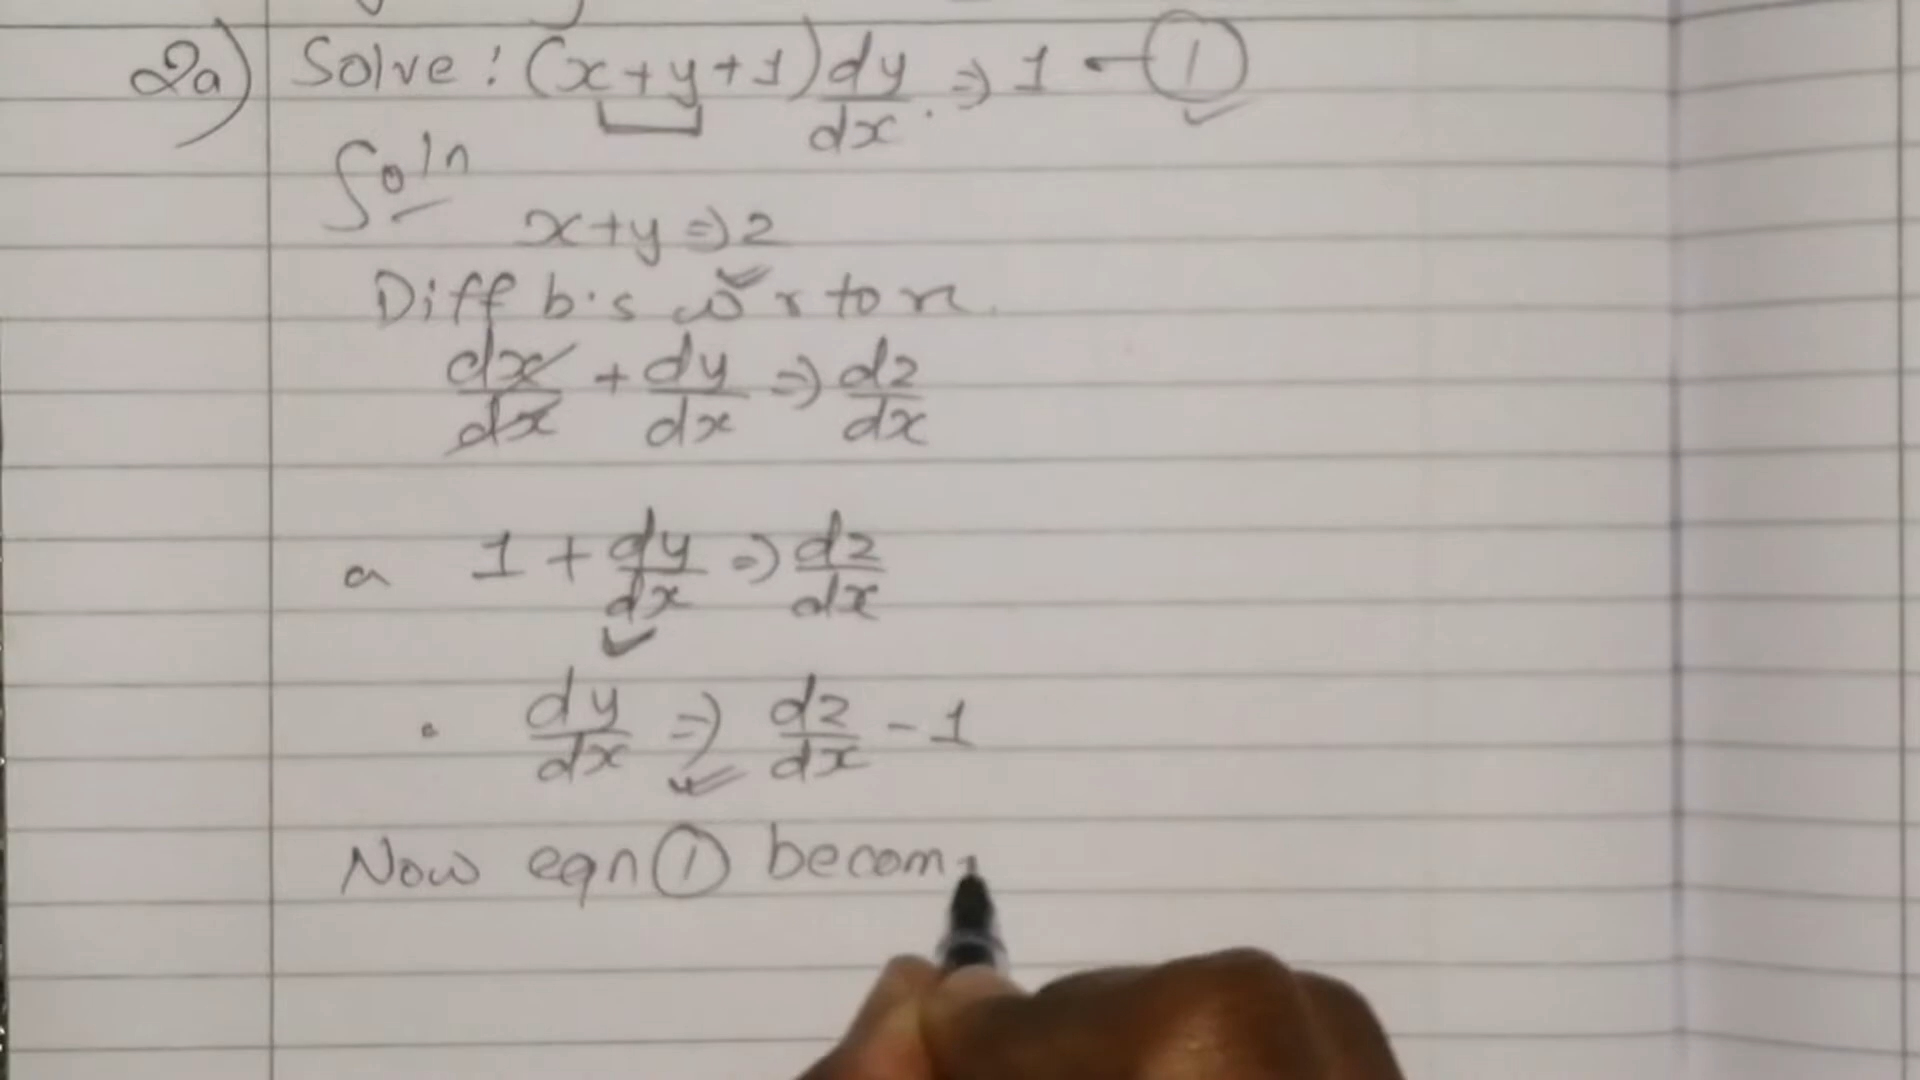 2a) Solve: (x+y+1) dy/dx. => 1 - ①
Soln
x+y => z
Diff b.s w r to x.
dx/dx + dy/dx => dz/dx
1 + dy/dx => dz/dx
dy/dx => dz/dx - 1
Now eqn ① becom